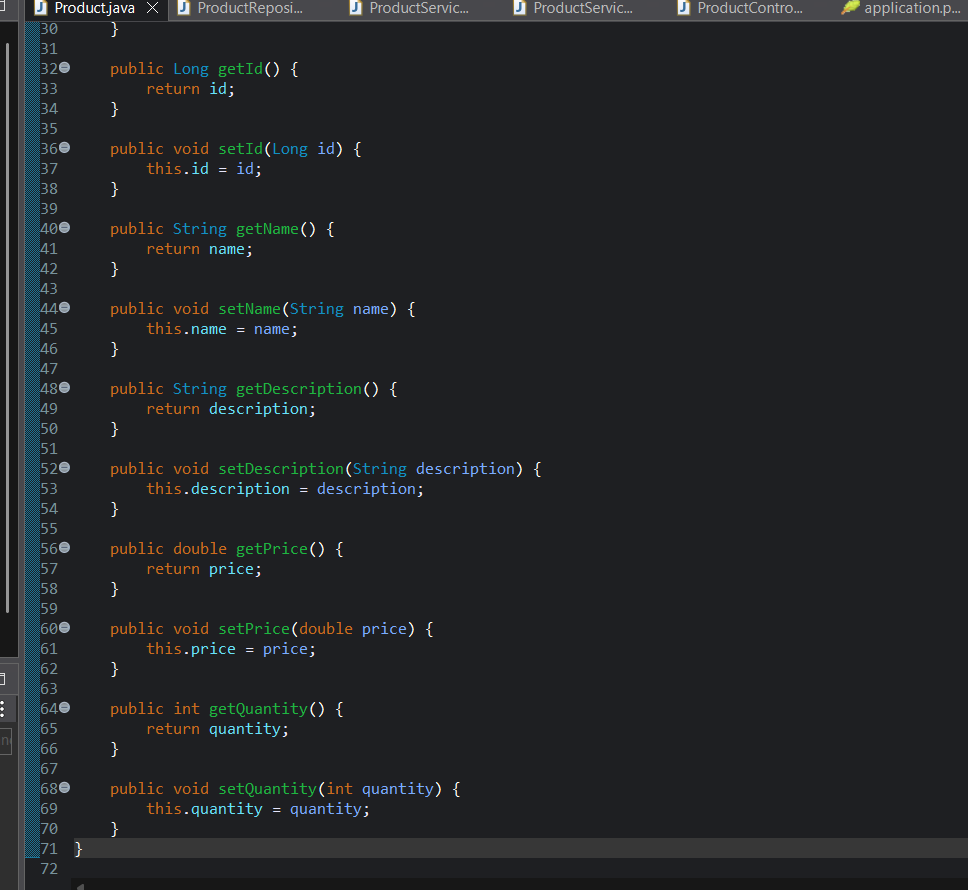 Product.java ProductReposi... ProductServic... ProductServic... ProductContro... application.p...
30 }
31
32 public Long getId() {
33 return id;
34 }
35
36 public void setId(Long id) {
37 this.id = id;
38 }
39
40 public String getName() {
41 return name;
42 }
43
44 public void setName(String name) {
45 this.name = name;
46 }
47
48 public String getDescription() {
49 return description;
50 }
51
52 public void setDescription(String description) {
53 this.description = description;
54 }
55
56 public double getPrice() {
57 return price;
58 }
59
60 public void setPrice(double price) {
61 this.price = price;
62 }
63
64 public int getQuantity() {
65 return quantity;
66 }
67
68 public void setQuantity(int quantity) {
69 this.quantity = quantity;
70 }
71 }
72